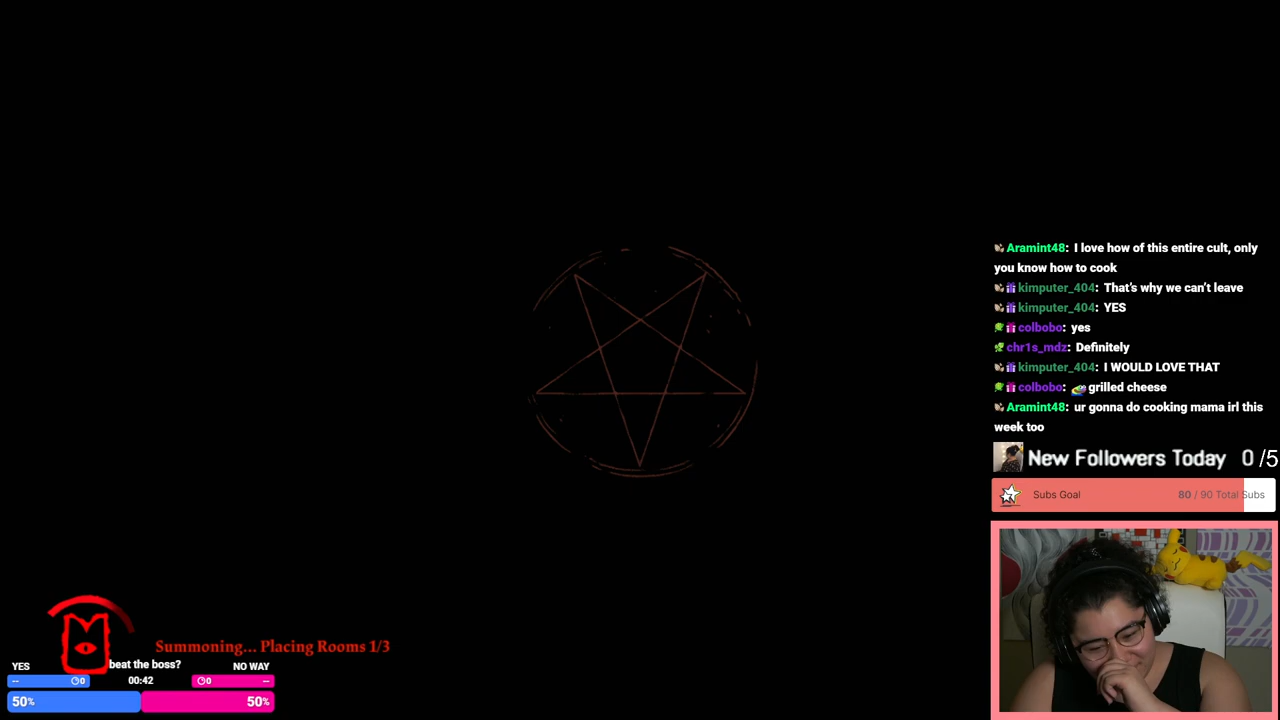 Aramint48: I love how of this entire cult, only
you know how to cook
kimputer_404: That's why we can't leave
kimputer_404: YES
colbobo: yes
chr1s_mdz: Definitely
kimputer_404: I WOULD LOVE THAT
colbobo: grilled cheese
Aramint48: ur gonna do cooking mama irl this
week too
New Followers Today 0 /5
Subs Goal 80 / 90 Total Subs
Summoning... Placing Rooms 1/3
beat the boss?
YES NO WAY
-- 0 00:42 0 --
50% 50%